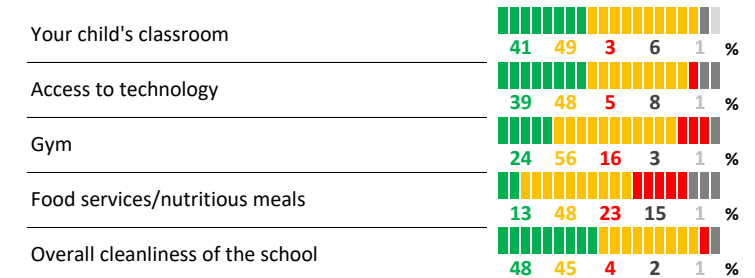 Your child's classroom
41 49 3 6 1 %
Access to technology
39 48 5 8 1 %
Gym
24 56 16 3 1 %
Food services/nutritious meals
13 48 23 15 1 %
Overall cleanliness of the school
48 45 4 2 1 %